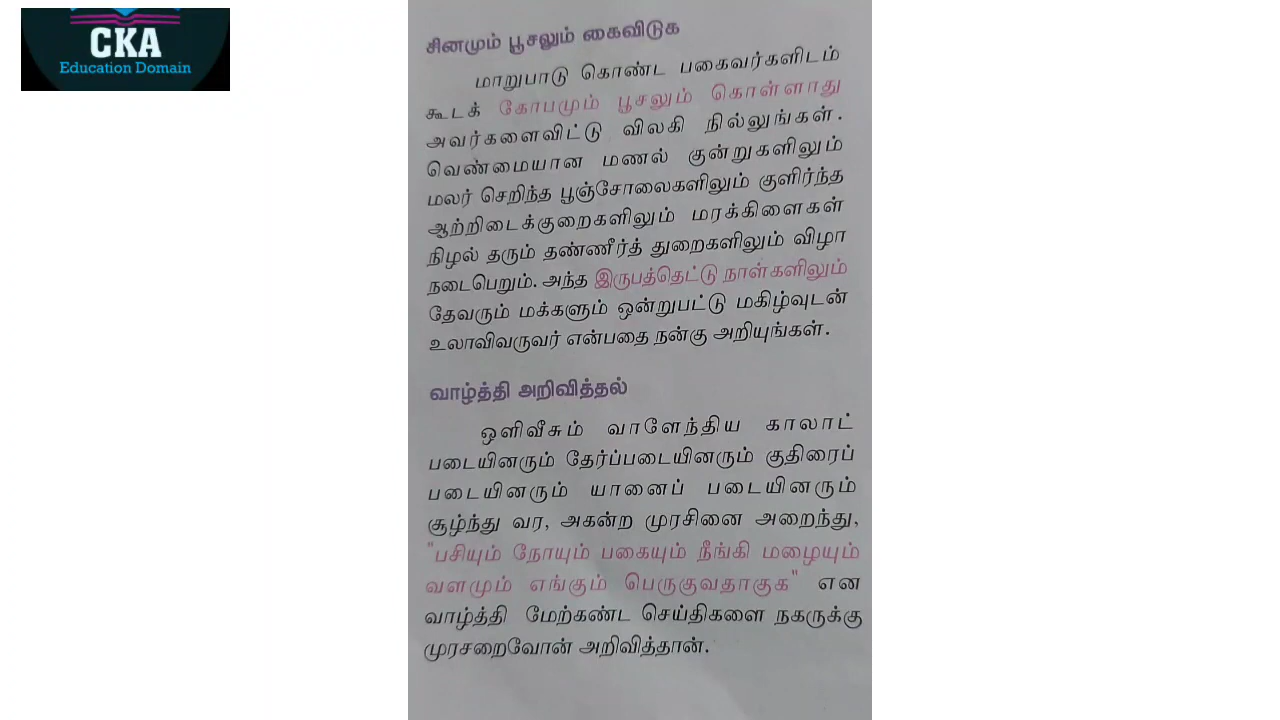 CKA
Education Domain
சினமும் பூசலும் கைவிடுக
மாறுபாடு கொண்ட பகைவர்களிடம்
கூடக் கோபமும் பூசலும் கொள்ளாது
அவர்களைவிட்டு விலகி நில்லுங்கள்.
வெண்மையான மணல் குன்றுகளிலும்
மலர் செறிந்த பூஞ்சோலைகளிலும் குளிர்ந்த
ஆற்றிடைக்குறைகளிலும் மரக்கிளைகள்
நிழல் தரும் தண்ணீர்த் துறைகளிலும் விழா
நடைபெறும். அந்த இருபத்தெட்டு நாள்களிலும்
தேவரும் மக்களும் ஒன்றுபட்டு மகிழ்வுடன்
உலாவிவருவர் என்பதை நன்கு அறியுங்கள்.
வாழ்த்தி அறிவித்தல்
ஒளிவீசும் வாளேந்திய காலாட்
படையினரும் தேர்ப்படையினரும் குதிரைப்
படையினரும் யானைப் படையினரும்
சூழ்ந்து வர, அகன்ற முரசினை அறைந்து,
"பசியும் நோயும் பகையும் நீங்கி மழையும்
வளமும் எங்கும் பெருகுவதாகுக" என
வாழ்த்தி மேற்கண்ட செய்திகளை நகருக்கு
முரசறைவோன் அறிவித்தான்.